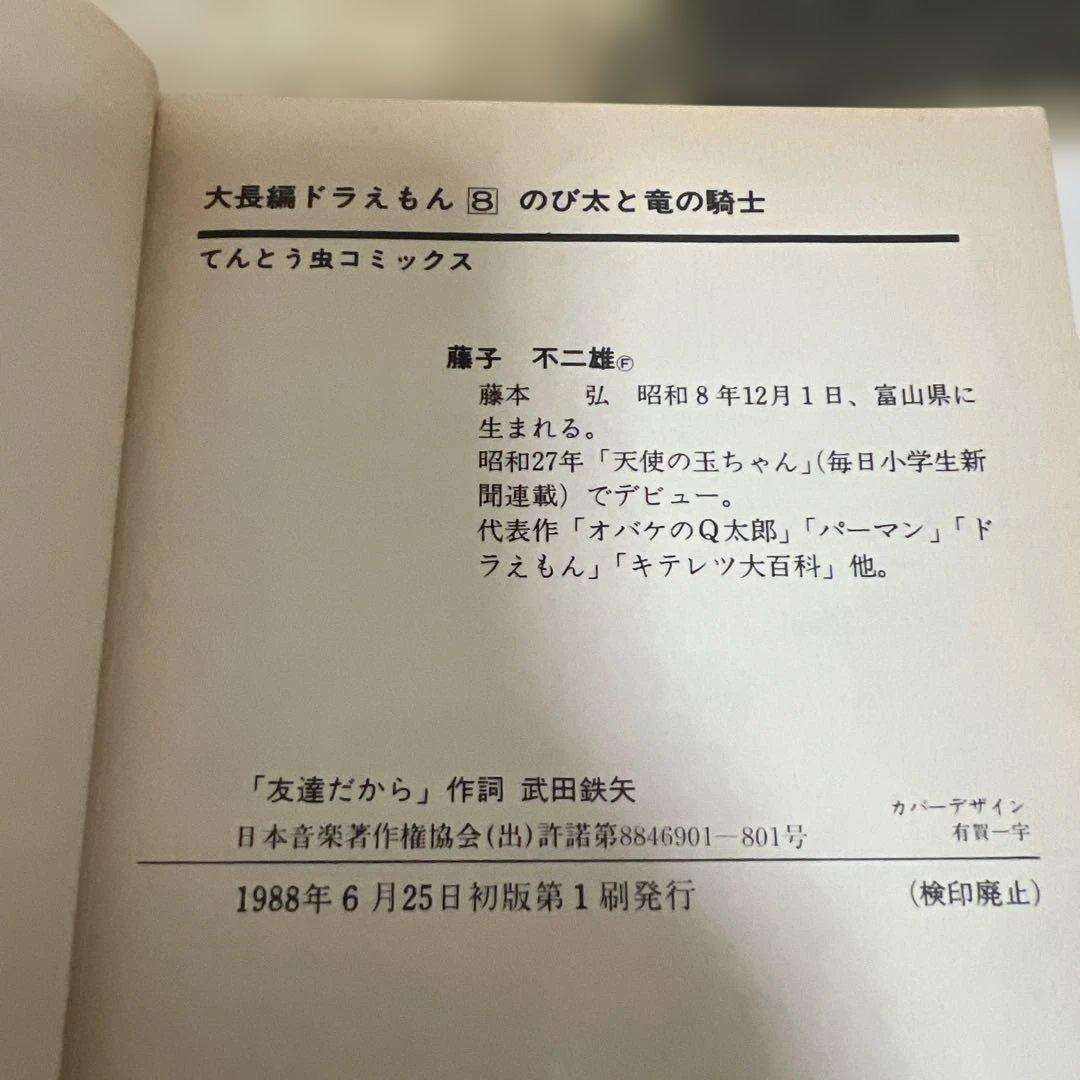 大長編ドラえもん 8 のび太と竜の騎士
てんとう虫コミックス
藤子 不二雄Ⓕ
藤本 弘 昭和8年12月1日、富山県に
生まれる。
昭和27年「天使の玉ちゃん」(毎日小学生新
聞連載)でデビュー。
代表作「オバケのQ太郎」「パーマン」「ド
ラえもん」「キテレツ大百科」他。
「友達だから」作詞 武田鉄矢
日本音楽著作権協会(出)許諾第8846901―801号
カバーデザイン
有賀一宇
1988年6月25日初版第1刷発行
(検印廃止)